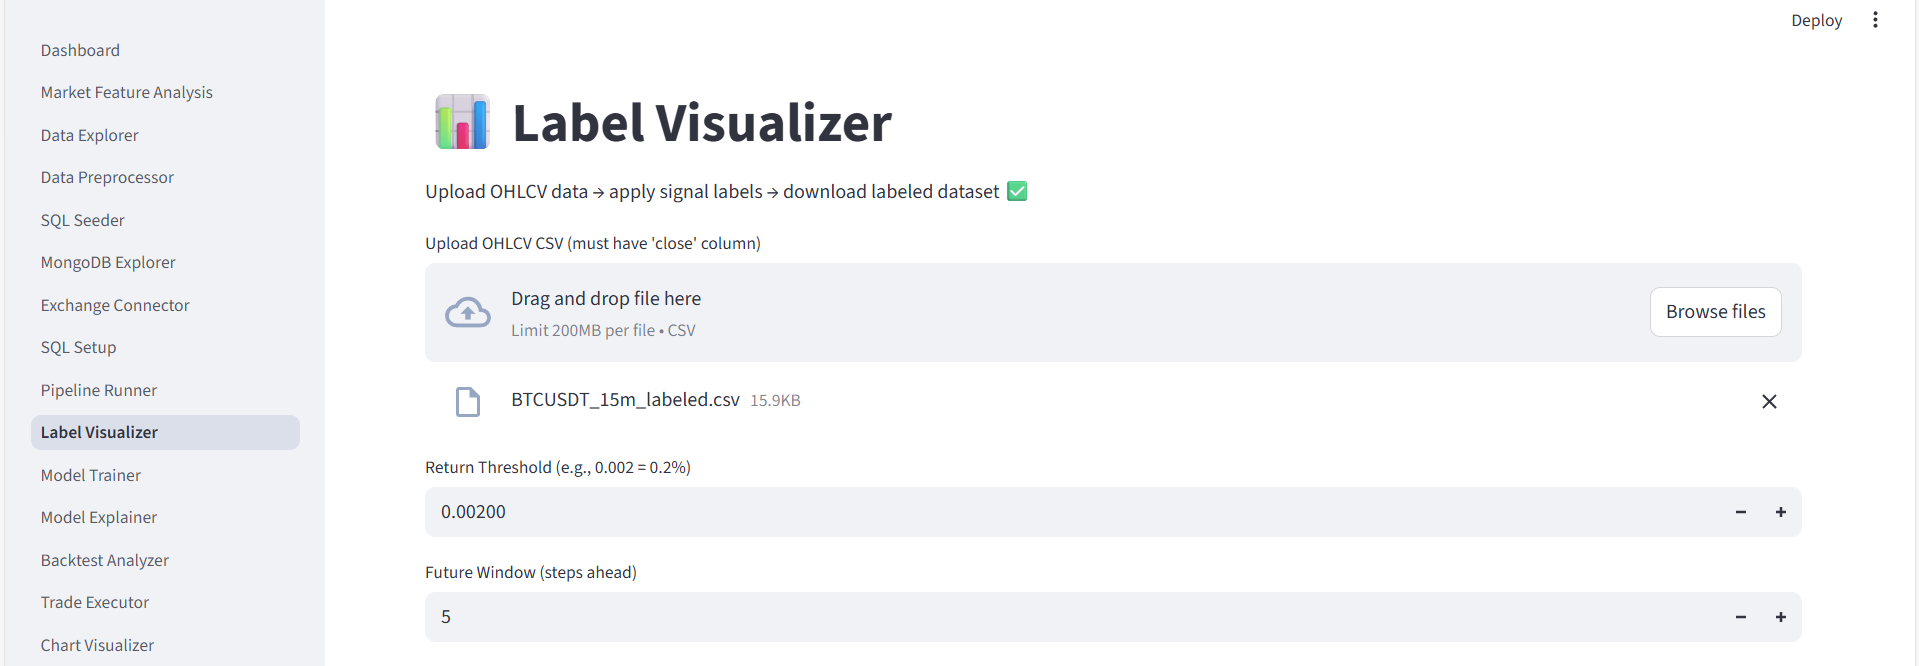 Deploy
Dashboard
Market Feature Analysis
Data Explorer
Data Preprocessor
SQL Seeder
MongoDB Explorer
Exchange Connector
SQL Setup
Pipeline Runner
Label Visualizer
Model Trainer
Model Explainer
Backtest Analyzer
Trade Executor
Chart Visualizer
Label Visualizer
Upload OHLCV data → apply signal labels → download labeled dataset ✅
Upload OHLCV CSV (must have 'close' column)
Drag and drop file here
Limit 200MB per file • CSV
Browse files
BTCUSDT_15m_labeled.csv 15.9KB
Return Threshold (e.g., 0.002 = 0.2%)
0.00200
Future Window (steps ahead)
5